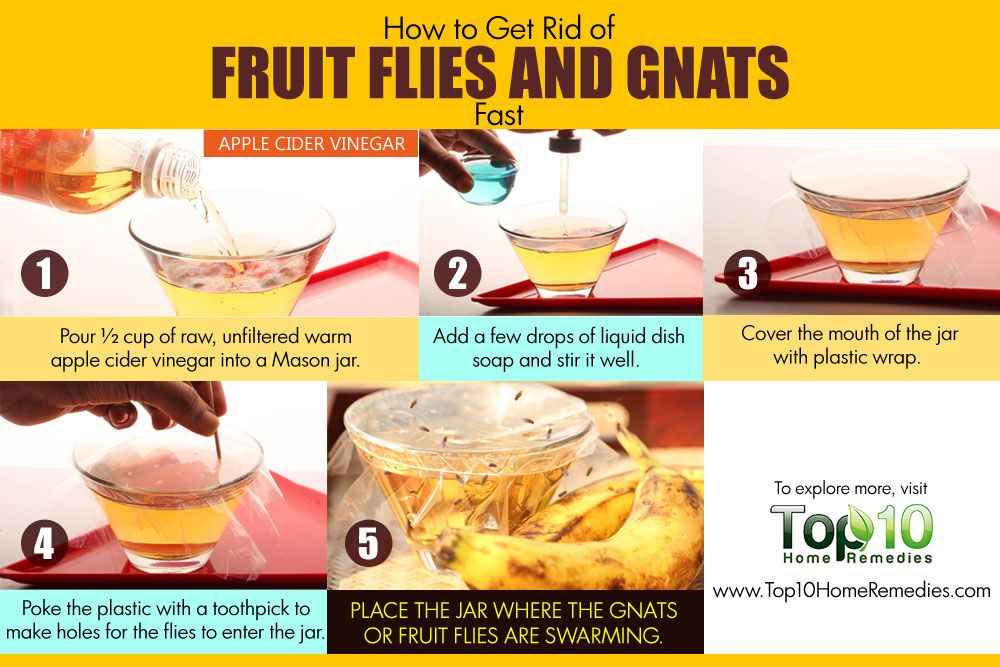 How to Get Rid of
FRUIT FLIES AND GNATS
Fast
APPLE CIDER VINEGAR
1
Pour ½ cup of raw, unfiltered warm
apple cider vinegar into a Mason jar.
2
Add a few drops of liquid dish
soap and stir it well.
3
Cover the mouth of the jar
with plastic wrap.
4
Poke the plastic with a toothpick to
make holes for the flies to enter the jar.
5
PLACE THE JAR WHERE THE GNATS
OR FRUIT FLIES ARE SWARMING.
To explore more, visit
Top10
Home Remedies
www.Top10HomeRemedies.com